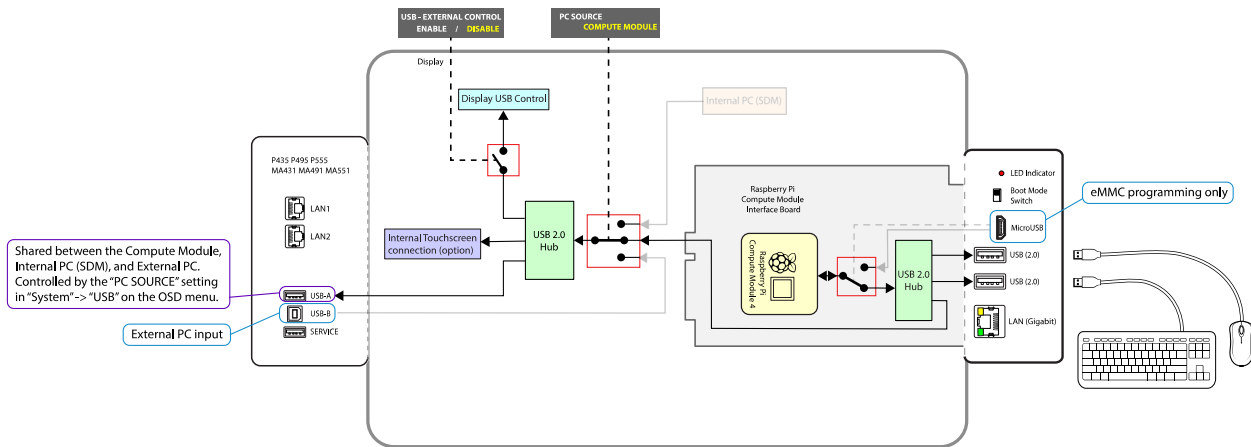 USB - EXTERNAL CONTROL
ENABLE / DISABLE
PC SOURCE
COMPUTE MODULE
Display
Display USB Control
Internal PC (SDM)
P435 P495 P555
MA431 MA491 MA551
LAN1
LAN2
USB-A
USB-B
SERVICE
Shared between the Compute Module,
Internal PC (SDM), and External PC.
Controlled by the "PC SOURCE" setting
in "System"-> "USB" on the OSD menu.
External PC input
Internal Touchscreen
connection (option)
USB 2.0
Hub
Raspberry Pi
Compute Module
Interface Board
Raspberry Pi
Compute Module 4
USB 2.0
Hub
LED Indicator
Boot Mode
Switch
MicroUSB
USB (2.0)
USB (2.0)
LAN (Gigabit)
eMMC programming only